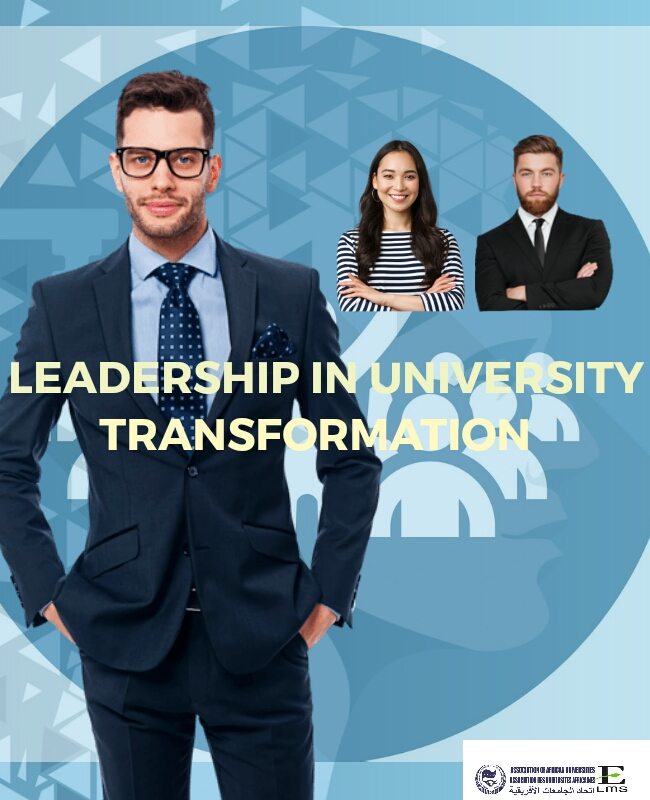 LEADERSHIP IN UNIVERSITY
TRANSFORMATION
ASSOCIATION OF AFRICAN UNIVERSITIES
ASSOCIATION DES UNIVERSITES AFRICAINES
اتحاد الجامعات الأفريقية
E
LMS